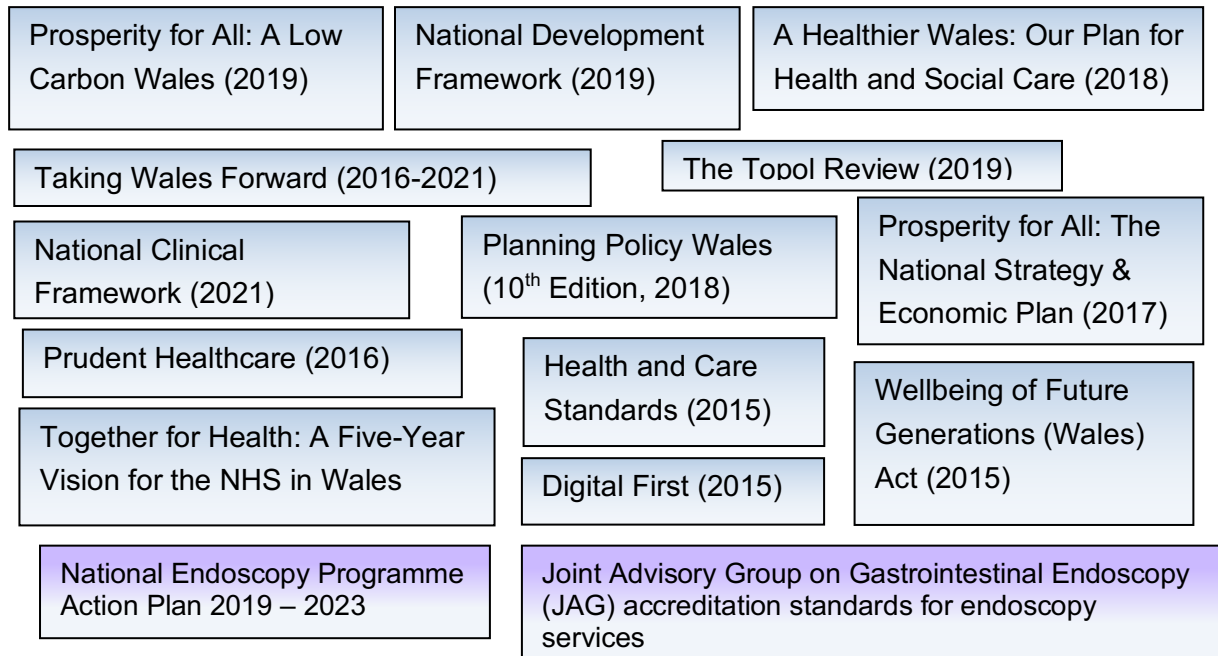 Prosperity for All: A Low
Carbon Wales (2019)
National Development
Framework (2019)
A Healthier Wales: Our Plan for
Health and Social Care (2018)
Taking Wales Forward (2016-2021)
The Topol Review (2019)
National Clinical
Framework (2021)
Planning Policy Wales
(10th Edition, 2018)
Prosperity for All: The
National Strategy &
Economic Plan (2017)
Prudent Healthcare (2016)
Health and Care
Standards (2015)
Wellbeing of Future
Generations (Wales)
Act (2015)
Together for Health: A Five-Year
Vision for the NHS in Wales
Digital First (2015)
National Endoscopy Programme
Action Plan 2019 – 2023
Joint Advisory Group on Gastrointestinal Endoscopy
(JAG) accreditation standards for endoscopy
services